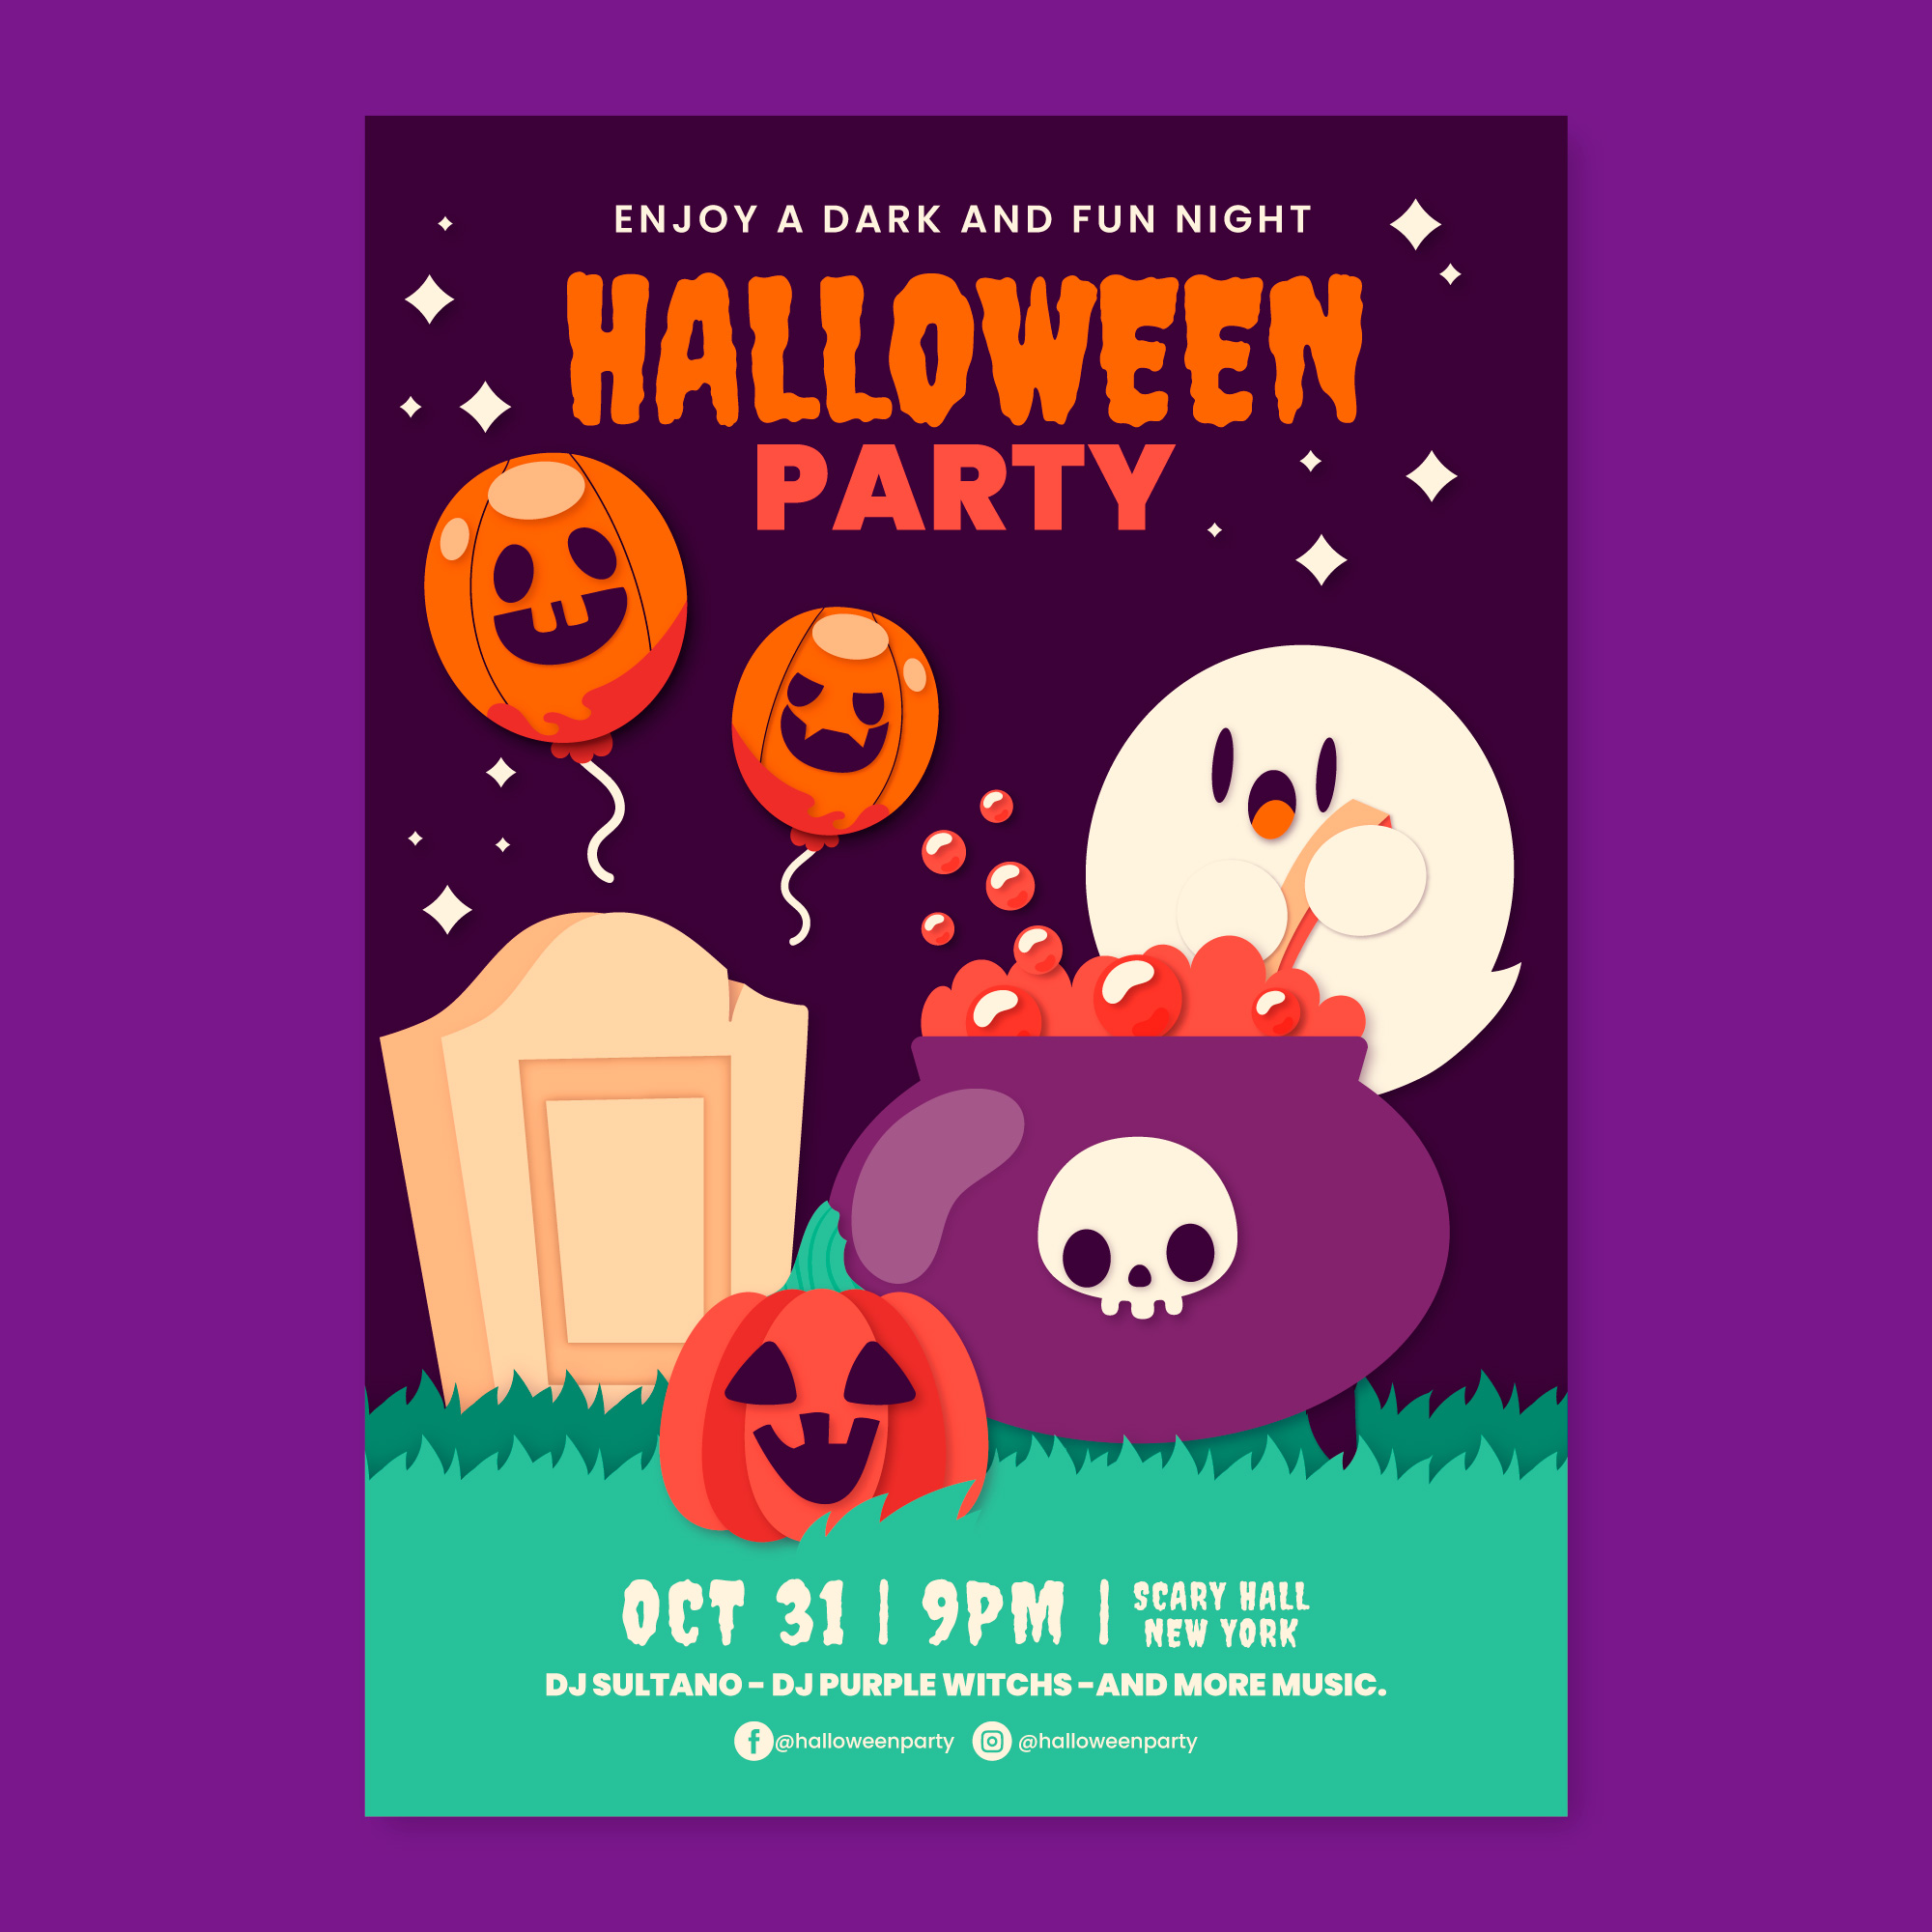 ENJOY A DARK AND FUN NIGHT
HALLOWEEN
PARTY
OCT 31 | 9PM | SCARY HALL
NEW YORK
DJ SULTANO - DJ PURPLE WITCHS -AND MORE MUSIC.
@halloweenparty @halloweenparty